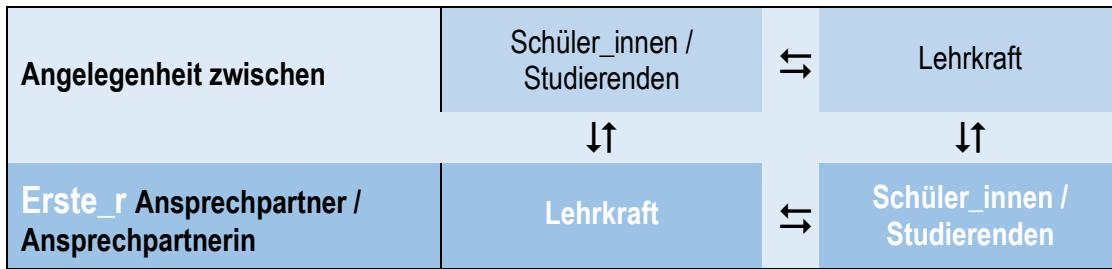 Angelegenheit zwischen
Schüler_innen /
Studierenden
⇆
Lehrkraft
↓↑
↓↑
Erste_r Ansprechpartner /
Ansprechpartnerin
Lehrkraft
⇆
Schüler_innen /
Studierenden